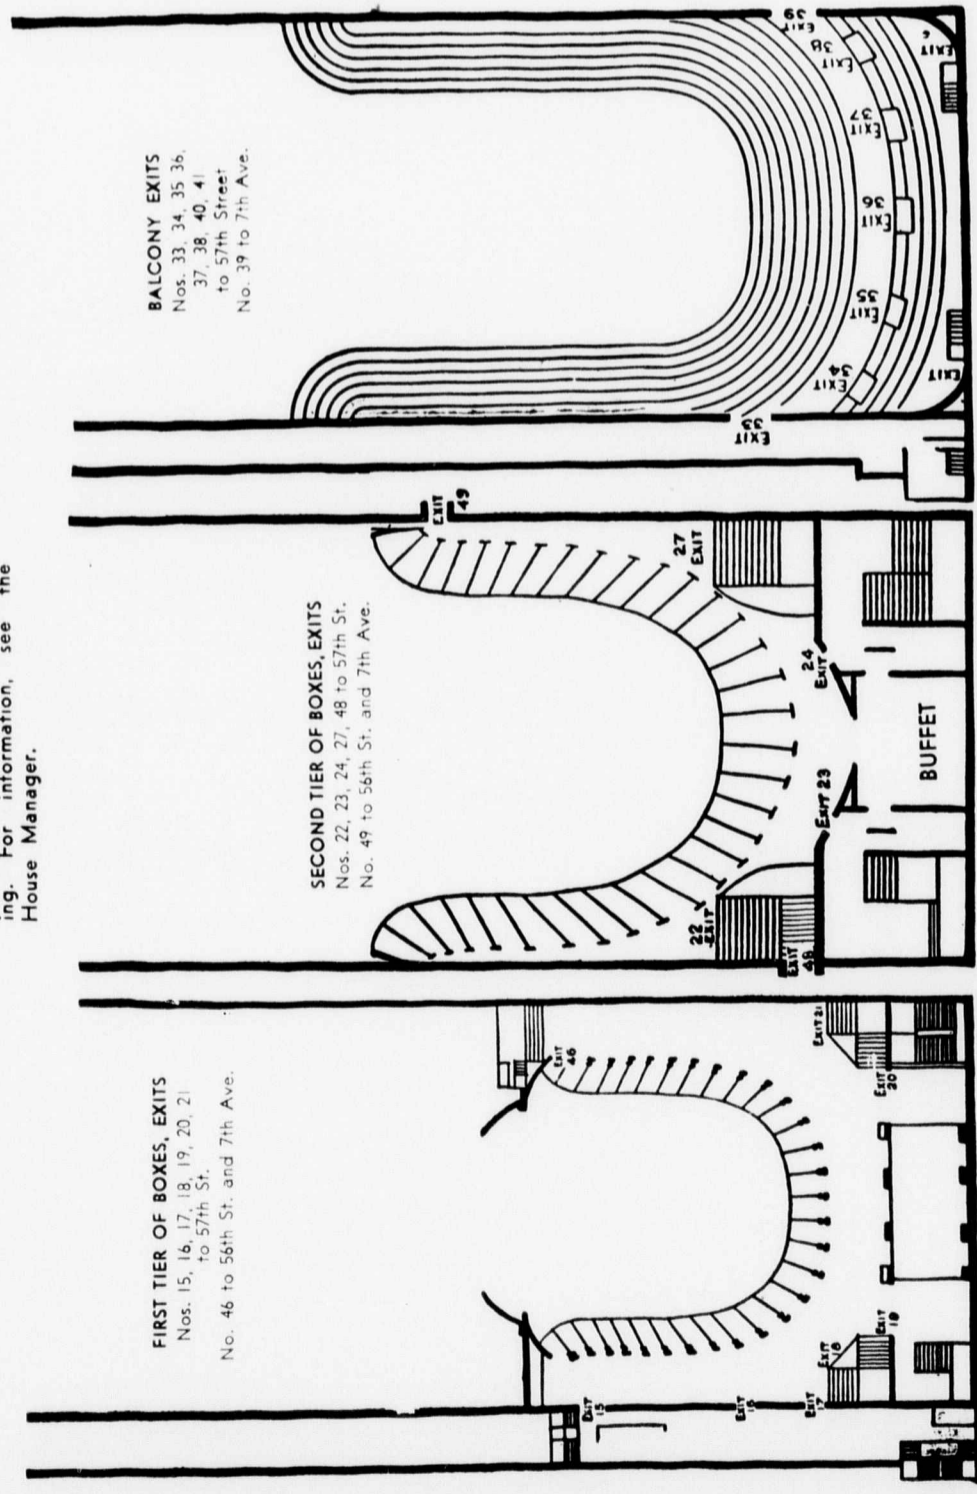 ing. For information, see the
House Manager.
FIRST TIER OF BOXES, EXITS
Nos. 15, 16, 17, 18, 19, 20, 21
to 57th St.
No. 46 to 56th St. and 7th Ave.
EXIT
46
EXIT
15
EXIT
16
EXIT
17
EXIT
18
EXIT
18
EXIT
20
EXIT 21
SECOND TIER OF BOXES, EXITS
Nos. 22, 23, 24, 27, 48 to 57th St.
No. 49 to 56th St. and 7th Ave.
EXIT
49
22
EXIT
EXIT
48
EXIT 23
24
EXIT
27
EXIT
BUFFET
BALCONY EXITS
Nos. 33, 34, 35 36,
37, 38, 40, 41
to 57th Street
No. 39 to 7th Ave.
EXIT
33
EXIT
34
EXIT
35
EXIT
36
EXIT
37
EXIT
38
EXIT
39
EXIT
EXIT